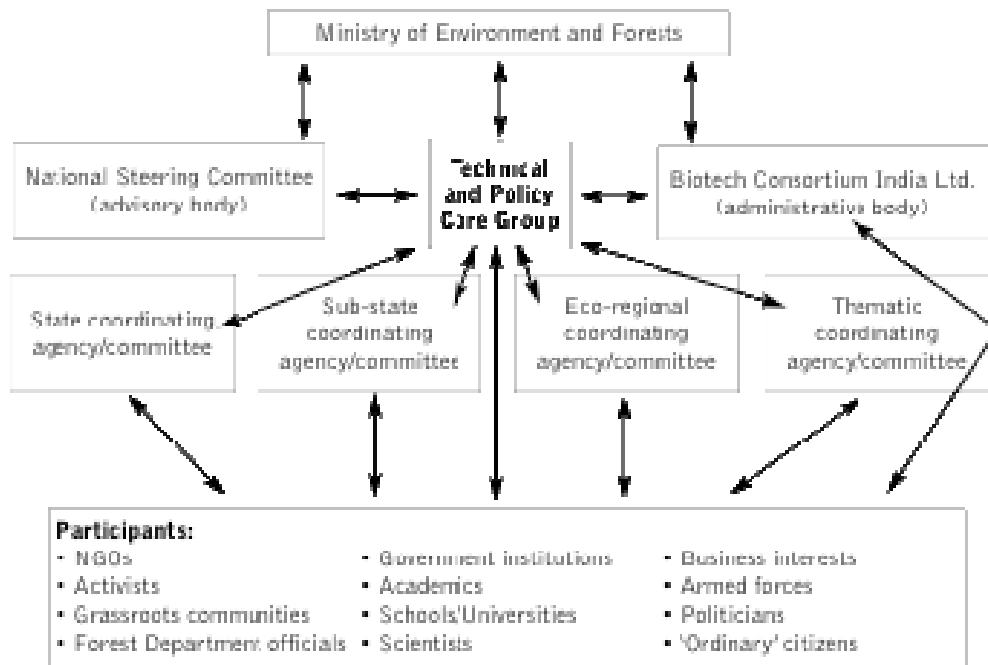 Ministry of Environment and Forests
National Steering Committee
(advisory body)
Technical
and Policy
Core Group
Biotech Consortium India Ltd.
(administrative body)
State coordinating
agency/committee
Sub-state
coordinating
agency/committee
Eco-regional
coordinating
agency/committee
Thematic
coordinating
agency/committee
Participants:
• NGOs
• Activists
• Grassroots communities
• Forest Department officials
• Government institutions
• Academics
• Schools/Universities
• Scientists
• Business interests
• Armed forces
• Politicians
• 'Ordinary' citizens